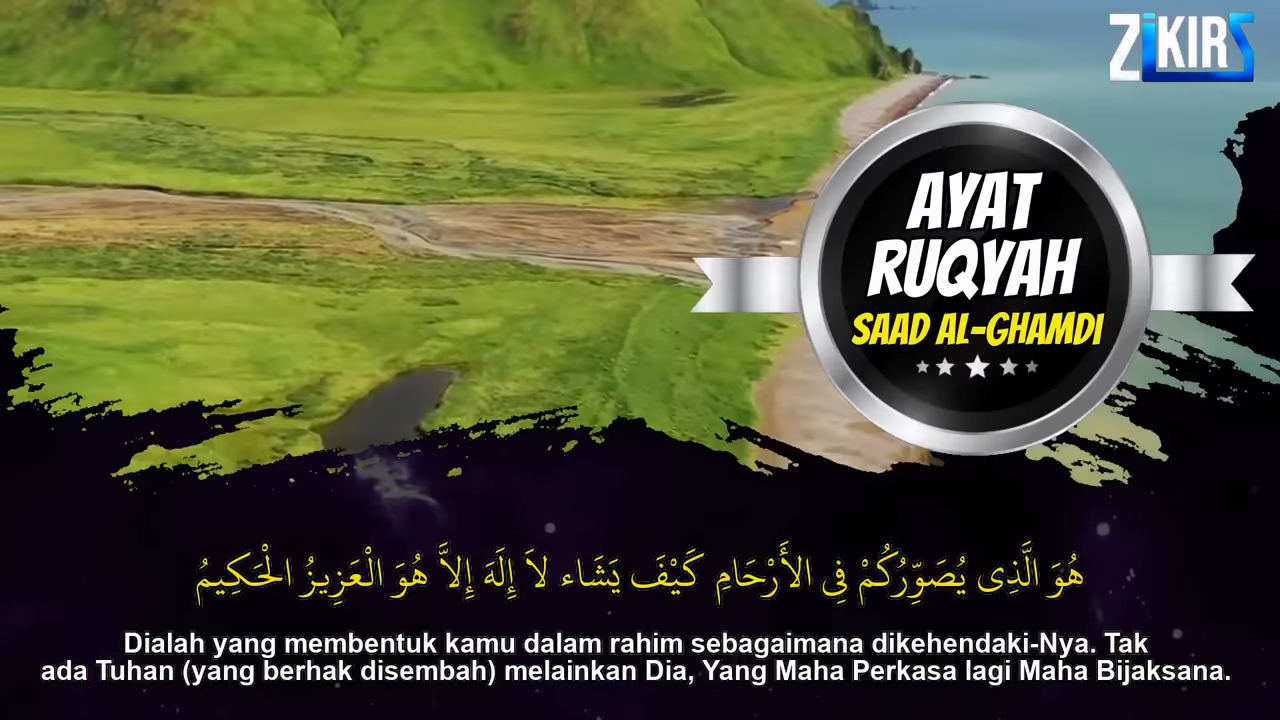 ZIKIRS
AYAT
RUQYAH
SAAD AL-GHAMDI
هُوَ الَّذِى يُصَوِّرُكُمْ فِى الأَرْحَامِ كَيْفَ يَشَاء لاَ إِلَهَ إِلاَّ هُوَ الْعَزِيزُ الْحَكِيمُ
Dialah yang membentuk kamu dalam rahim sebagaimana dikehendaki-Nya. Tak
ada Tuhan (yang berhak disembah) melainkan Dia, Yang Maha Perkasa lagi Maha Bijaksana.